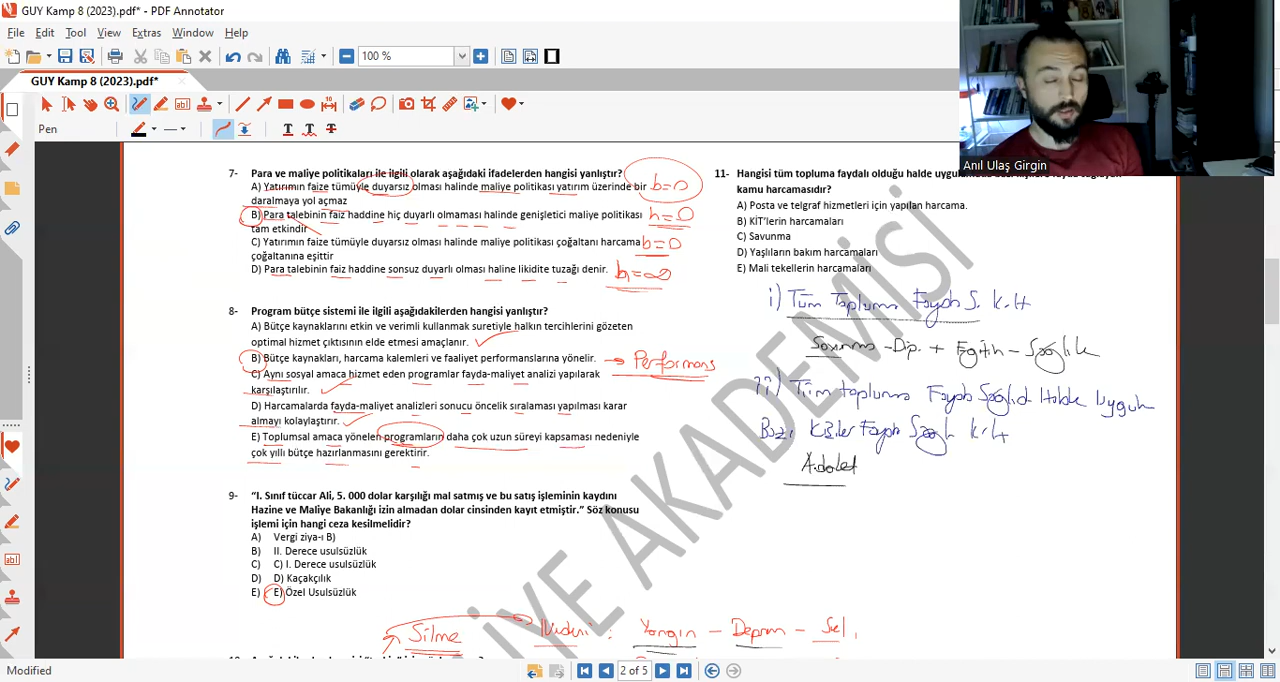 GUY Kamp 8 (2023).pdf* - PDF Annotator
File Edit Tool View Extras Window Help
100 %
GUY Kamp 8 (2023).pdf*
Pen
Anıl Ulaş Girgin
7- Para ve maliye politikaları ile ilgili olarak aşağıdaki ifadelerden hangisi yanlıştır?
A) Yatırımın faize tümüyle duyarsız olması halinde maliye politikası yatırım üzerinde bir b=0
daralmaya yol açmaz
B) Para talebinin faiz haddine hiç duyarlı olmaması halinde genişletici maliye politikası h=0
tam etkindir
C) Yatırımın faize tümüyle duyarsız olması halinde maliye politikası çoğaltanı harcama b=0
çoğaltanına eşittir
D) Para talebinin faiz haddine sonsuz duyarlı olması haline likidite tuzağı denir. =∞
8- Program bütçe sistemi ile ilgili aşağıdakilerden hangisi yanlıştır?
A) Bütçe kaynaklarını etkin ve verimli kullanmak suretiyle halkın tercihlerini gözeten
optimal hizmet çıktısının elde etmesi amaçlanır.
B) Bütçe kaynakları, harcama kalemleri ve faaliyet performanslarına yönelir. → Performans
C) Aynı sosyal amaca hizmet eden programlar fayda-maliyet analizi yapılarak
karşılaştırılır.
D) Harcamalarda fayda-maliyet analizleri sonucu öncelik sıralaması yapılması karar
almayı kolaylaştırır.
E) Toplumsal amaca yönelen programların daha çok uzun süreyi kapsaması nedeniyle
çok yıllı bütçe hazırlanmasını gerektirir.
9- "I. Sınıf tüccar Ali, 5. 000 dolar karşılığı mal satmış ve bu satış işleminin kaydını
Hazine ve Maliye Bakanlığı izin almadan dolar cinsinden kayıt etmiştir." Söz konusu
işlemi için hangi ceza kesilmelidir?
A) Vergi ziya-ı B)
B) II. Derece usulsüzlük
C) C) I. Derece usulsüzlük
D) D) Kaçakçılık
E) E) Özel Usulsüzlük
Silme Nedeni : Yangın - Deprem - Sel
11- Hangisi tüm topluma faydalı olduğu halde
kamu harcamasıdır?
A) Posta ve telgraf hizmetleri için yapılan harcama.
B) KİT'lerin harcamaları
C) Savunma
D) Yaşlıların bakım harcamaları
E) Mali tekellerin harcamaları
i) Tüm Topluma Fayda S. K.H
Savunma - Dip. + Eğitim - Sağlık
ii) Tüm topluma Fayda Sağladı Halde Uygun
Bazı Kişiler Fayda Sağl K.H
Adalet
İYE AKADEMİSİ
Modified
2 of 5